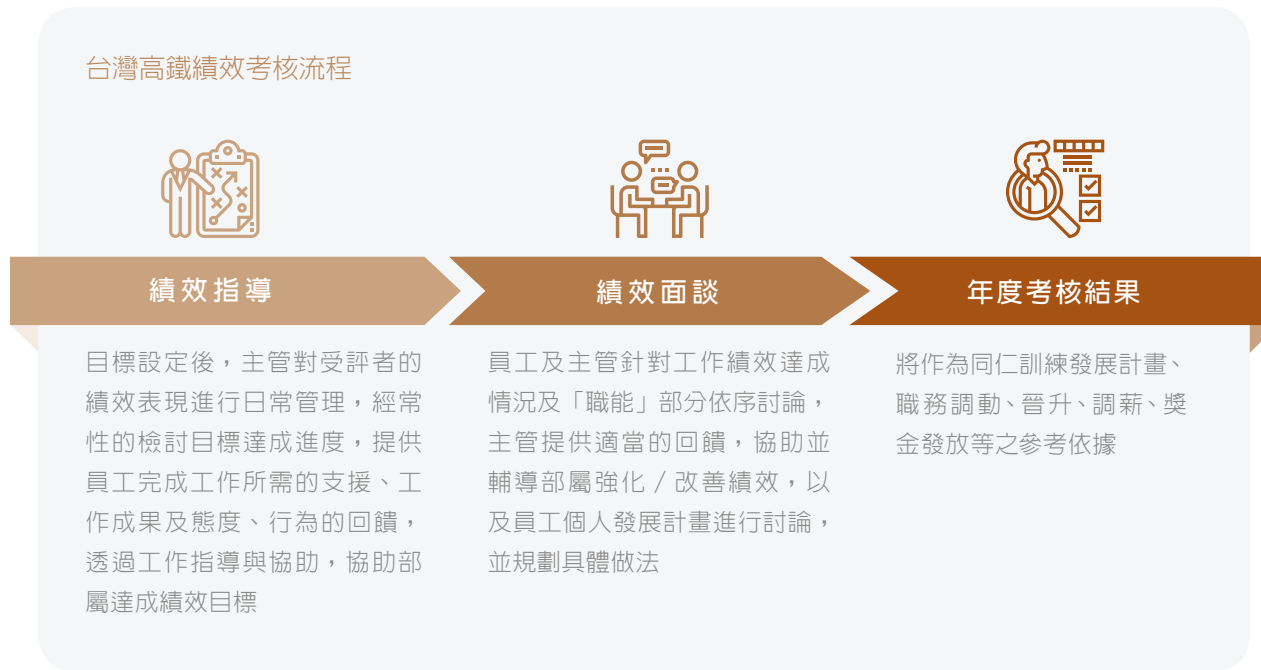 台灣高鐵績效考核流程
績效指導
目標設定後，主管對受評者的
績效表現進行日常管理，經常
性的檢討目標達成進度，提供
員工完成工作所需的支援、工
作成果及態度、行為的回饋，
透過工作指導與協助，協助部
屬達成績效目標
績效面談
員工及主管針對工作績效達成
情況及「職能」部分依序討論，
主管提供適當的回饋，協助並
輔導部屬強化／改善績效，以
及員工個人發展計畫進行討論，
並規劃具體做法
年度考核結果
將作為同仁訓練發展計畫、
職務調動、晉升、調薪、獎
金發放等之參考依據